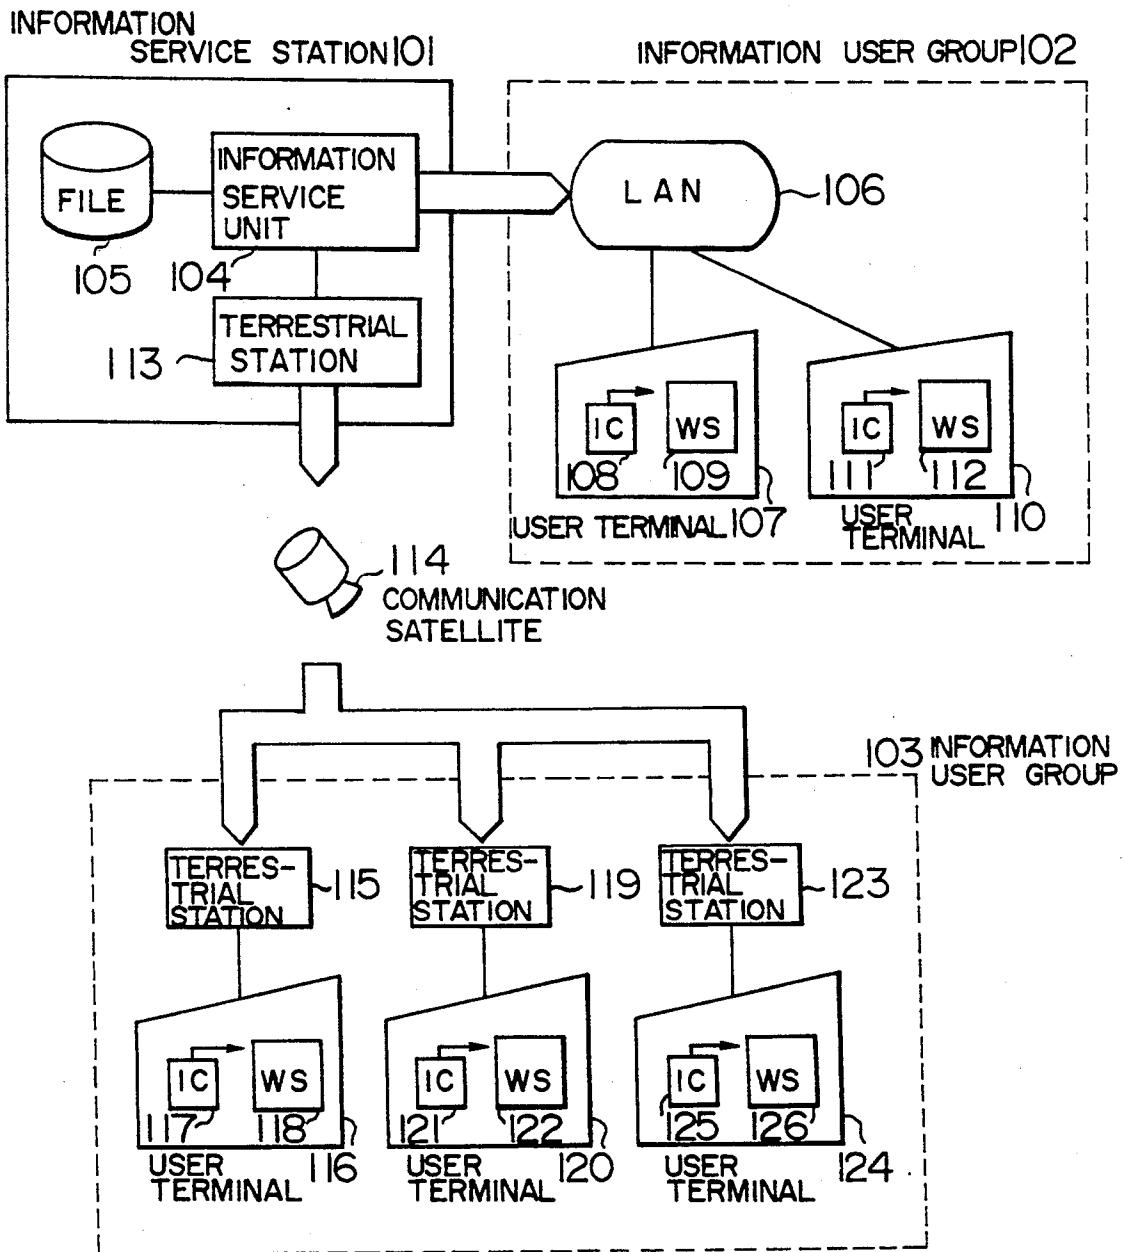 INFORMATION
SERVICE STATION 101
INFORMATION USER GROUP 102
FILE
105
INFORMATION
SERVICE
UNIT
104
LAN
106
TERRESTRIAL
STATION
113
IC
108
WS
109
USER TERMINAL 107
IC
111
WS
112
USER
TERMINAL
110
114
COMMUNICATION
SATELLITE
103 INFORMATION
USER GROUP
TERRES-
TRIAL
STATION
115
TERRES-
TRIAL
STATION
119
TERRES-
TRIAL
STATION
123
IC
117
WS
118
USER
TERMINAL
116
IC
121
WS
122
USER
TERMINAL
120
IC
125
WS
126
USER
TERMINAL
124